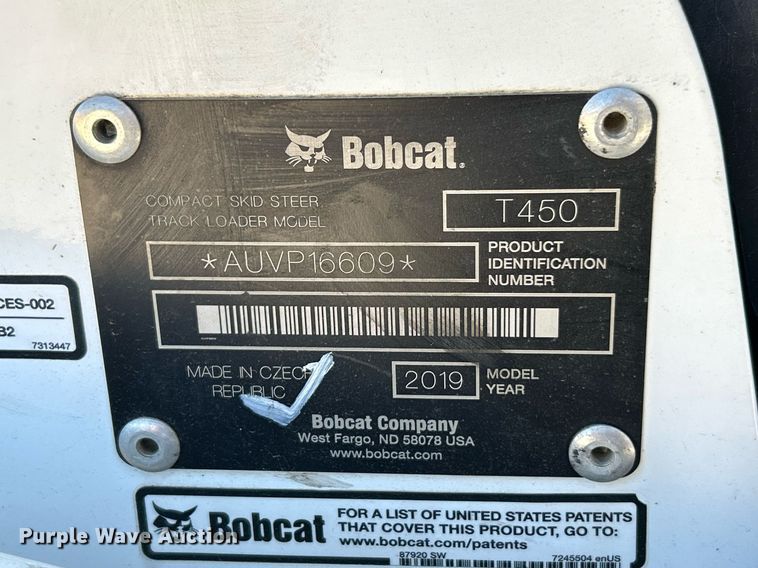 Bobcat.
COMPACT SKID STEER
TRACK LOADER MODEL
T450
*AUVP16609*
PRODUCT
IDENTIFICATION
NUMBER
MADE IN CZECH
REPUBLIC
2019
MODEL
YEAR
Bobcat Company
West Fargo, ND 58078 USA
www.bobcat.com
CES-002
B2
7313447
Bobcat
FOR A LIST OF UNITED STATES PATENTS
THAT COVER THIS PRODUCT, GO TO:
www.bobcat.com/patents
87920 SW
7245504 enUS
Purple Wave Auction